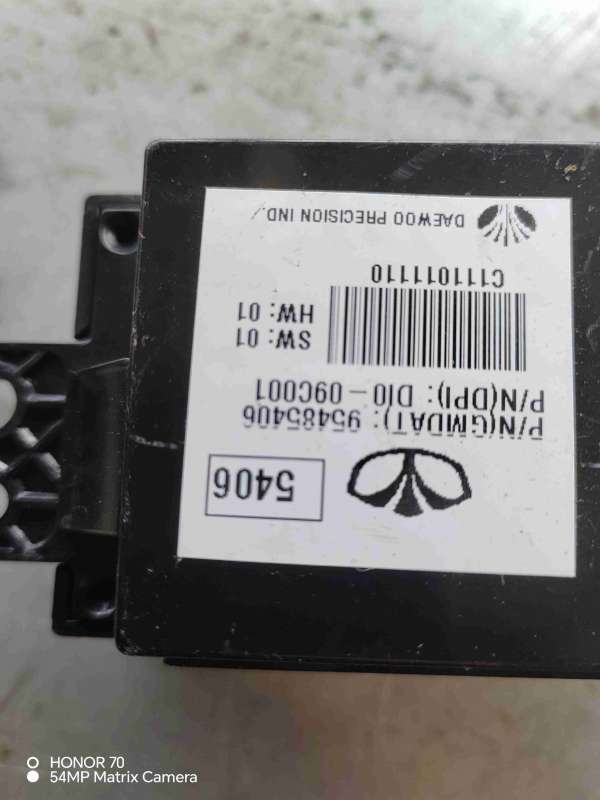 5406
P/N(GMDAT): 95485406
P/N(DPI): DI0-09C001
SW: 01
HW: 01
C111011110
DAEWOO PRECISION IND.
HONOR 70
54MP Matrix Camera